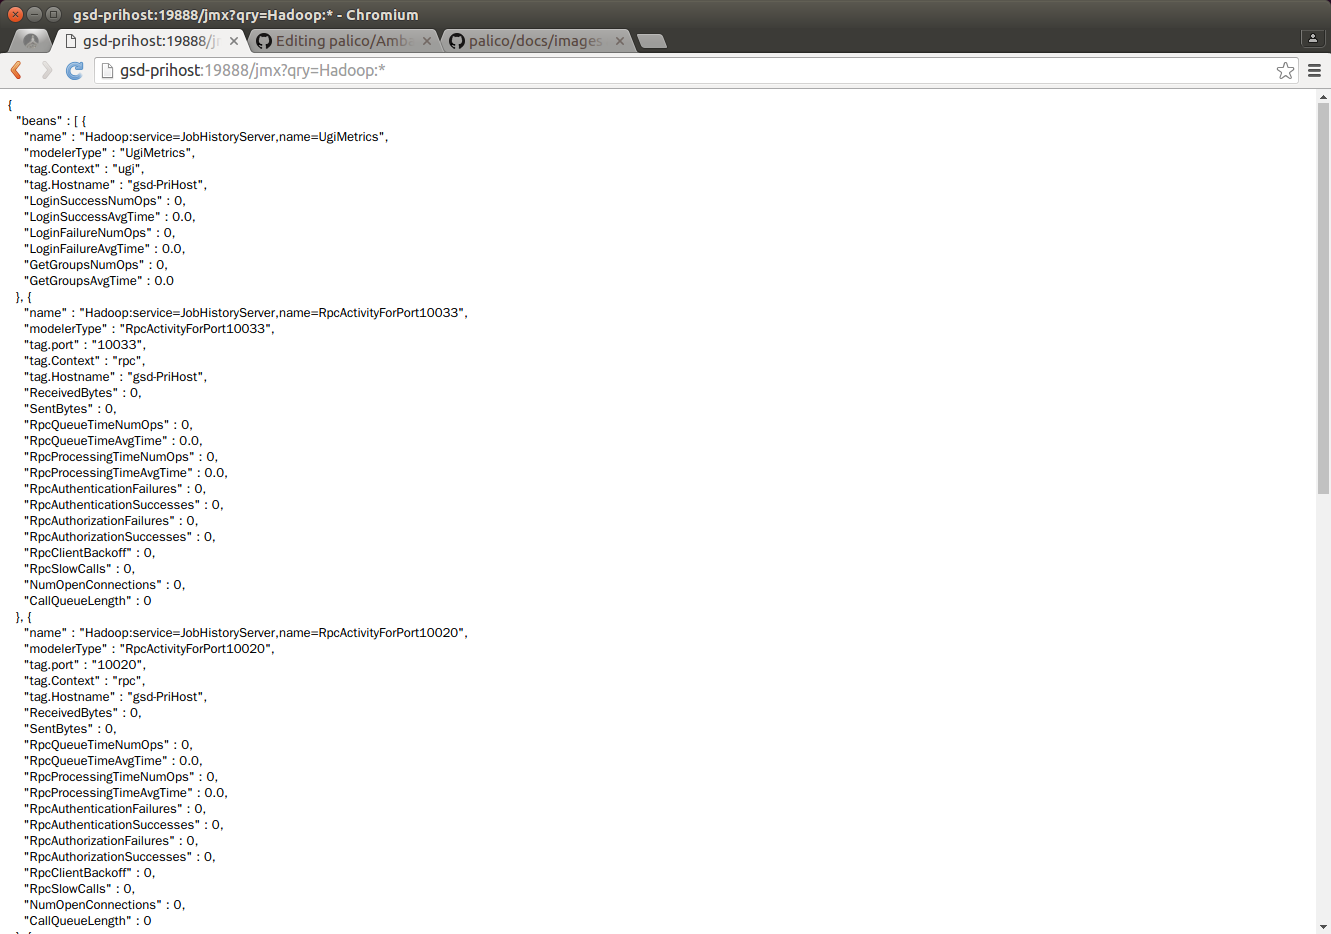 gsd-prihost:19888/jmx?qry=Hadoop:* - Chromium
gsd-prihost:19888/j
Editing palico/Amba
palico/docs/images
gsd-prihost:19888/jmx?qry=Hadoop:*
{
"beans" : [ {
"name" : "Hadoop:service=JobHistoryServer,name=UgiMetrics",
"modelerType" : "UgiMetrics",
"tag.Context" : "ugi",
"tag.Hostname" : "gsd-PriHost",
"LoginSuccessNumOps" : 0,
"LoginSuccessAvgTime" : 0.0,
"LoginFailureNumOps" : 0,
"LoginFailureAvgTime" : 0.0,
"GetGroupsNumOps" : 0,
"GetGroupsAvgTime" : 0.0
}, {
"name" : "Hadoop:service=JobHistoryServer,name=RpcActivityForPort10033",
"modelerType" : "RpcActivityForPort10033",
"tag.port" : "10033",
"tag.Context" : "rpc",
"tag.Hostname" : "gsd-PriHost",
"ReceivedBytes" : 0,
"SentBytes" : 0,
"RpcQueueTimeNumOps" : 0,
"RpcQueueTimeAvgTime" : 0.0,
"RpcProcessingTimeNumOps" : 0,
"RpcProcessingTimeAvgTime" : 0.0,
"RpcAuthenticationFailures" : 0,
"RpcAuthenticationSuccesses" : 0,
"RpcAuthorizationFailures" : 0,
"RpcAuthorizationSuccesses" : 0,
"RpcClientBackoff" : 0,
"RpcSlowCalls" : 0,
"NumOpenConnections" : 0,
"CallQueueLength" : 0
}, {
"name" : "Hadoop:service=JobHistoryServer,name=RpcActivityForPort10020",
"modelerType" : "RpcActivityForPort10020",
"tag.port" : "10020",
"tag.Context" : "rpc",
"tag.Hostname" : "gsd-PriHost",
"ReceivedBytes" : 0,
"SentBytes" : 0,
"RpcQueueTimeNumOps" : 0,
"RpcQueueTimeAvgTime" : 0.0,
"RpcProcessingTimeNumOps" : 0,
"RpcProcessingTimeAvgTime" : 0.0,
"RpcAuthenticationFailures" : 0,
"RpcAuthenticationSuccesses" : 0,
"RpcAuthorizationFailures" : 0,
"RpcAuthorizationSuccesses" : 0,
"RpcClientBackoff" : 0,
"RpcSlowCalls" : 0,
"NumOpenConnections" : 0,
"CallQueueLength" : 0